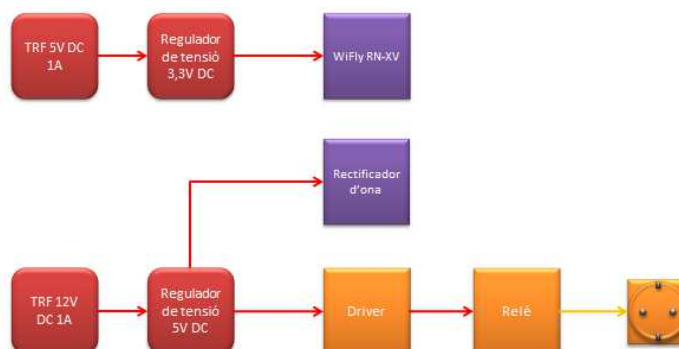 TRF 5V DC
1A
Regulador
de tensió
3,3V DC
WiFly RN-XV
Rectificador
d'ona
TRF 12V
DC 1A
Regulador
de tensió
5V DC
Driver
Relé